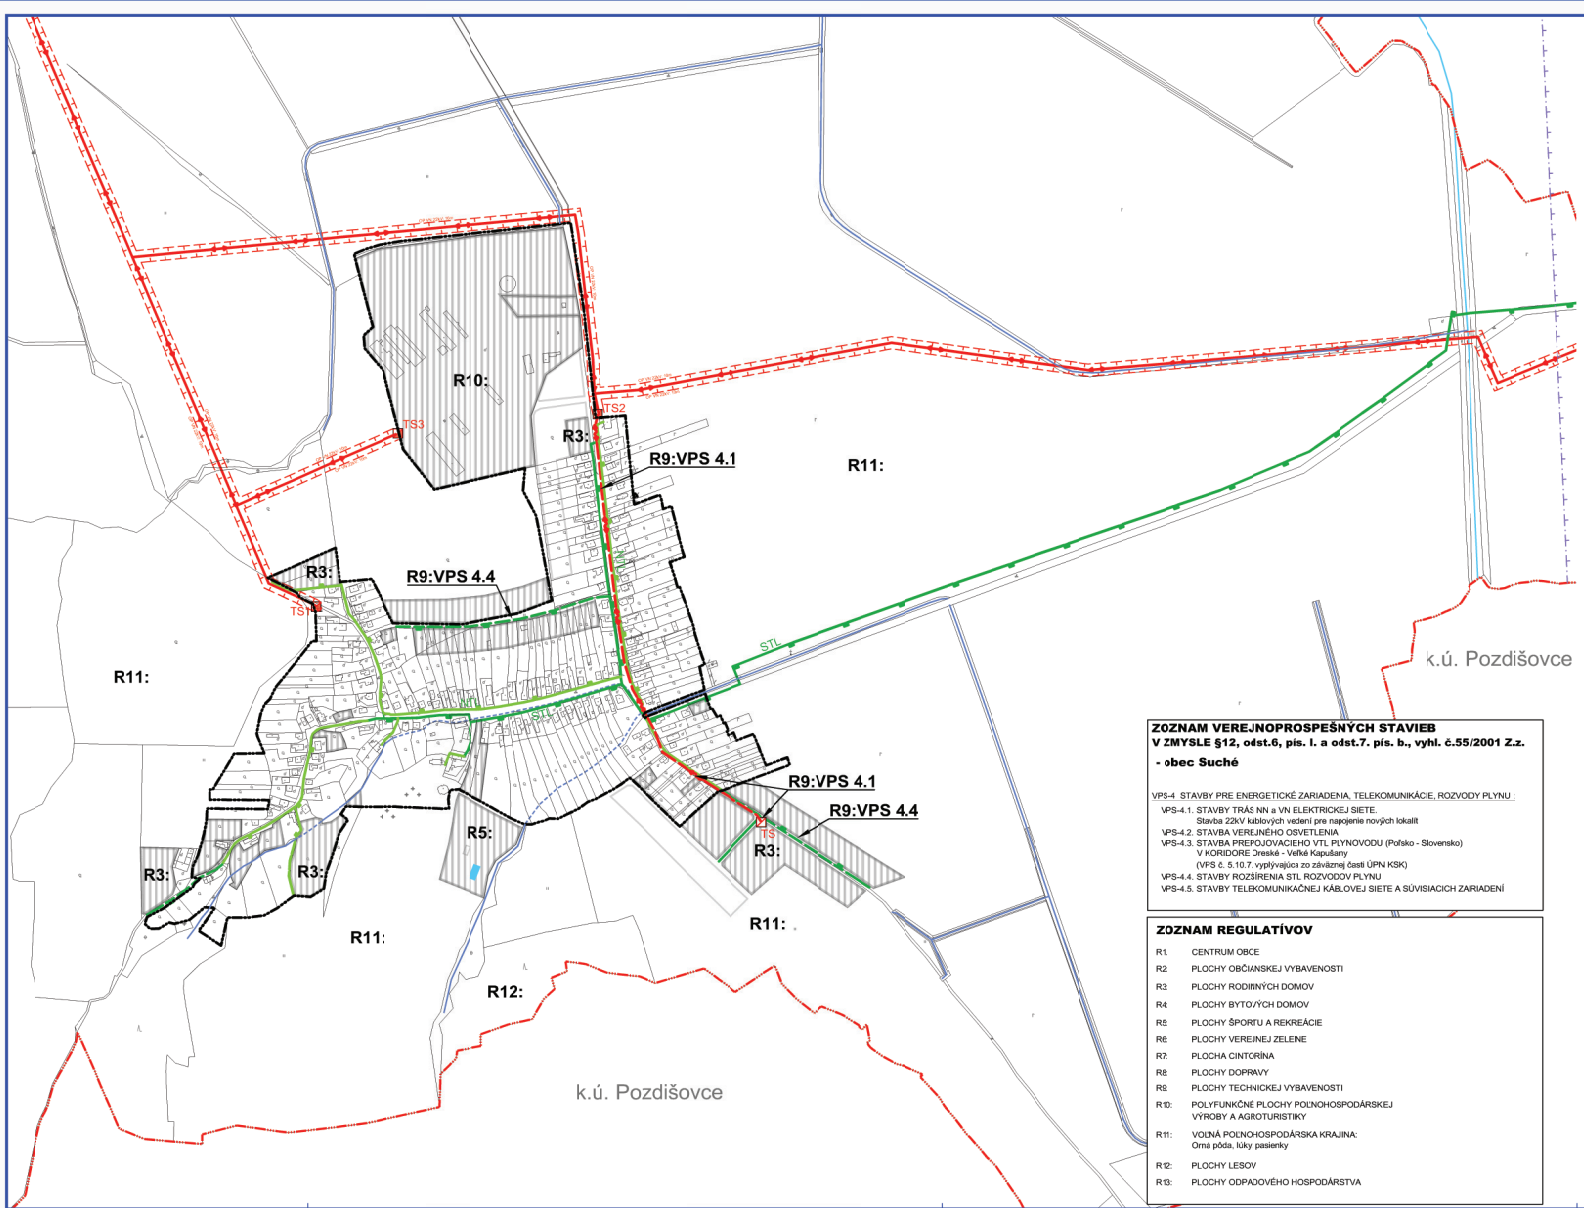 R10:
TS3
TS2
R3:
R9:VPS 4.1
R11:
R3:
R9:VPS 4.4
TS1
R11:
STL
k.ú. Pozdišovce
STL
R9:VPS 4.1
R9:VPS 4.4
TS
R3:
R5:
R3:
R3:
R11:
R11:
R12:
k.ú. Pozdišovce
ZOZNAM VEREJNOPROSPEŠNÝCH STAVIEB
V ZMYSLE §12, odst.6, pís. l. a odst.7. pís. b., vyhl. č.55/2001 Z.z.
- obec Suché
VPS-4 STAVBY PRE ENERGETICKÉ ZARIADENIA, TELEKOMUNIKÁCIE, ROZVODY PLYNU :
VPS-4.1. STAVBY TRÁS NN a VN ELEKTRICKEJ SIETE.
Stavba 22kV káblových vedení pre napojenie nových lokalít
VPS-4.2. STAVBA VEREJNÉHO OSVETLENIA
VPS-4.3. STAVBA PREPOJOVACIEHO VTL PLYNOVODU (Poľsko - Slovensko)
V KORIDORE Drieské - Veľké Kapušany
(VPS č. 5.10.7. vyplývajúci zo záväznej časti ÚPN KSK)
VPS-4.4. STAVBY ROZŠÍRENIA STL ROZVODOV PLYNU
VPS-4.5. STAVBY TELEKOMUNIKAČNEJ KÁBLOVEJ SIETE A SÚVISIACICH ZARIADENÍ
ZOZNAM REGULATÍVOV
R1 CENTRUM OBCE
R2 PLOCHY OBČIANSKEJ VYBAVENOSTI
R3 PLOCHY RODINNÝCH DOMOV
R4 PLOCHY BYTOVÝCH DOMOV
R5 PLOCHY ŠPORTU A REKREÁCIE
R6 PLOCHY VEREJNEJ ZELENE
R7 PLOCHA CINTORÍNA
R8 PLOCHY DOPRAVY
R9 PLOCHY TECHNICKEJ VYBAVENOSTI
R10: POLYFUNKČNÉ PLOCHY POĽNOHOSPODÁRSKEJ
VÝROBY A AGROTURISTIKY
R11: VOĽNÁ POĽNOHOSPODÁRSKA KRAJINA:
Orná pôda, lúky pasienky
R12: PLOCHY LESOV
R13: PLOCHY ODPADOVÉHO HOSPODÁRSTVA